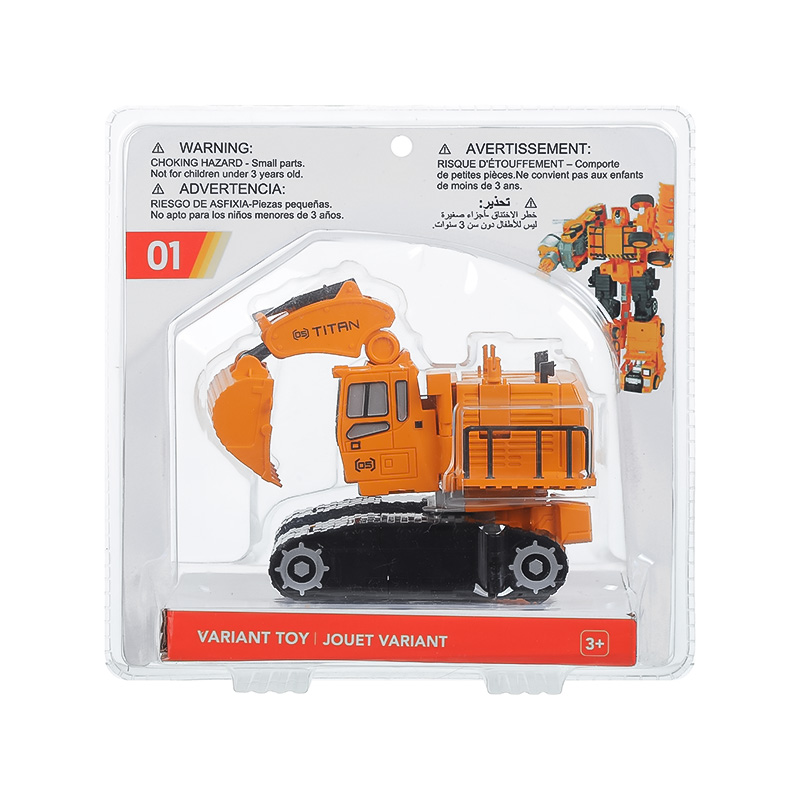 ⚠ WARNING:
CHOKING HAZARD - Small parts.
Not for children under 3 years old.
⚠ ADVERTENCIA:
RIESGO DE ASFIXIA-Piezas pequeñas.
No apto para los niños menores de 3 años.
⚠ AVERTISSEMENT:
RISQUE D'ÉTOUFFEMENT – Comporte
de petites pièces.Ne convient pas aux enfants
de moins de 3 ans.
⚠ تحذير:
خطر الإختناق -أجزاء صغيرة
ليس للأطفال دون سن 3 سنوات.
01
[05] TITAN
[05]
VARIANT TOY | JOUET VARIANT
3+